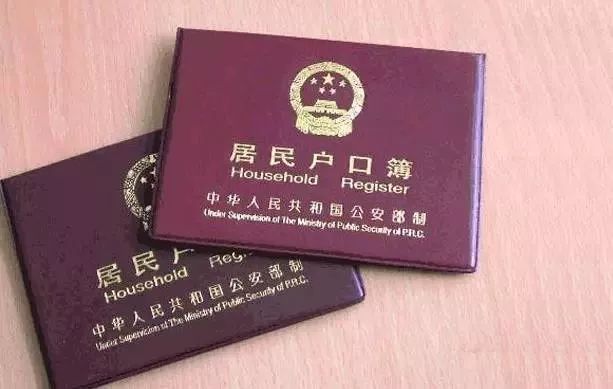 居民户口簿
Household Register
中华人民共和国公安部制
Under Supervision of The Ministry of Public Security of P.R.C.
居民户
Household Reg
中华人民共和国公安部制
Under Supervision of The Ministry of Public Security of P.R.C.